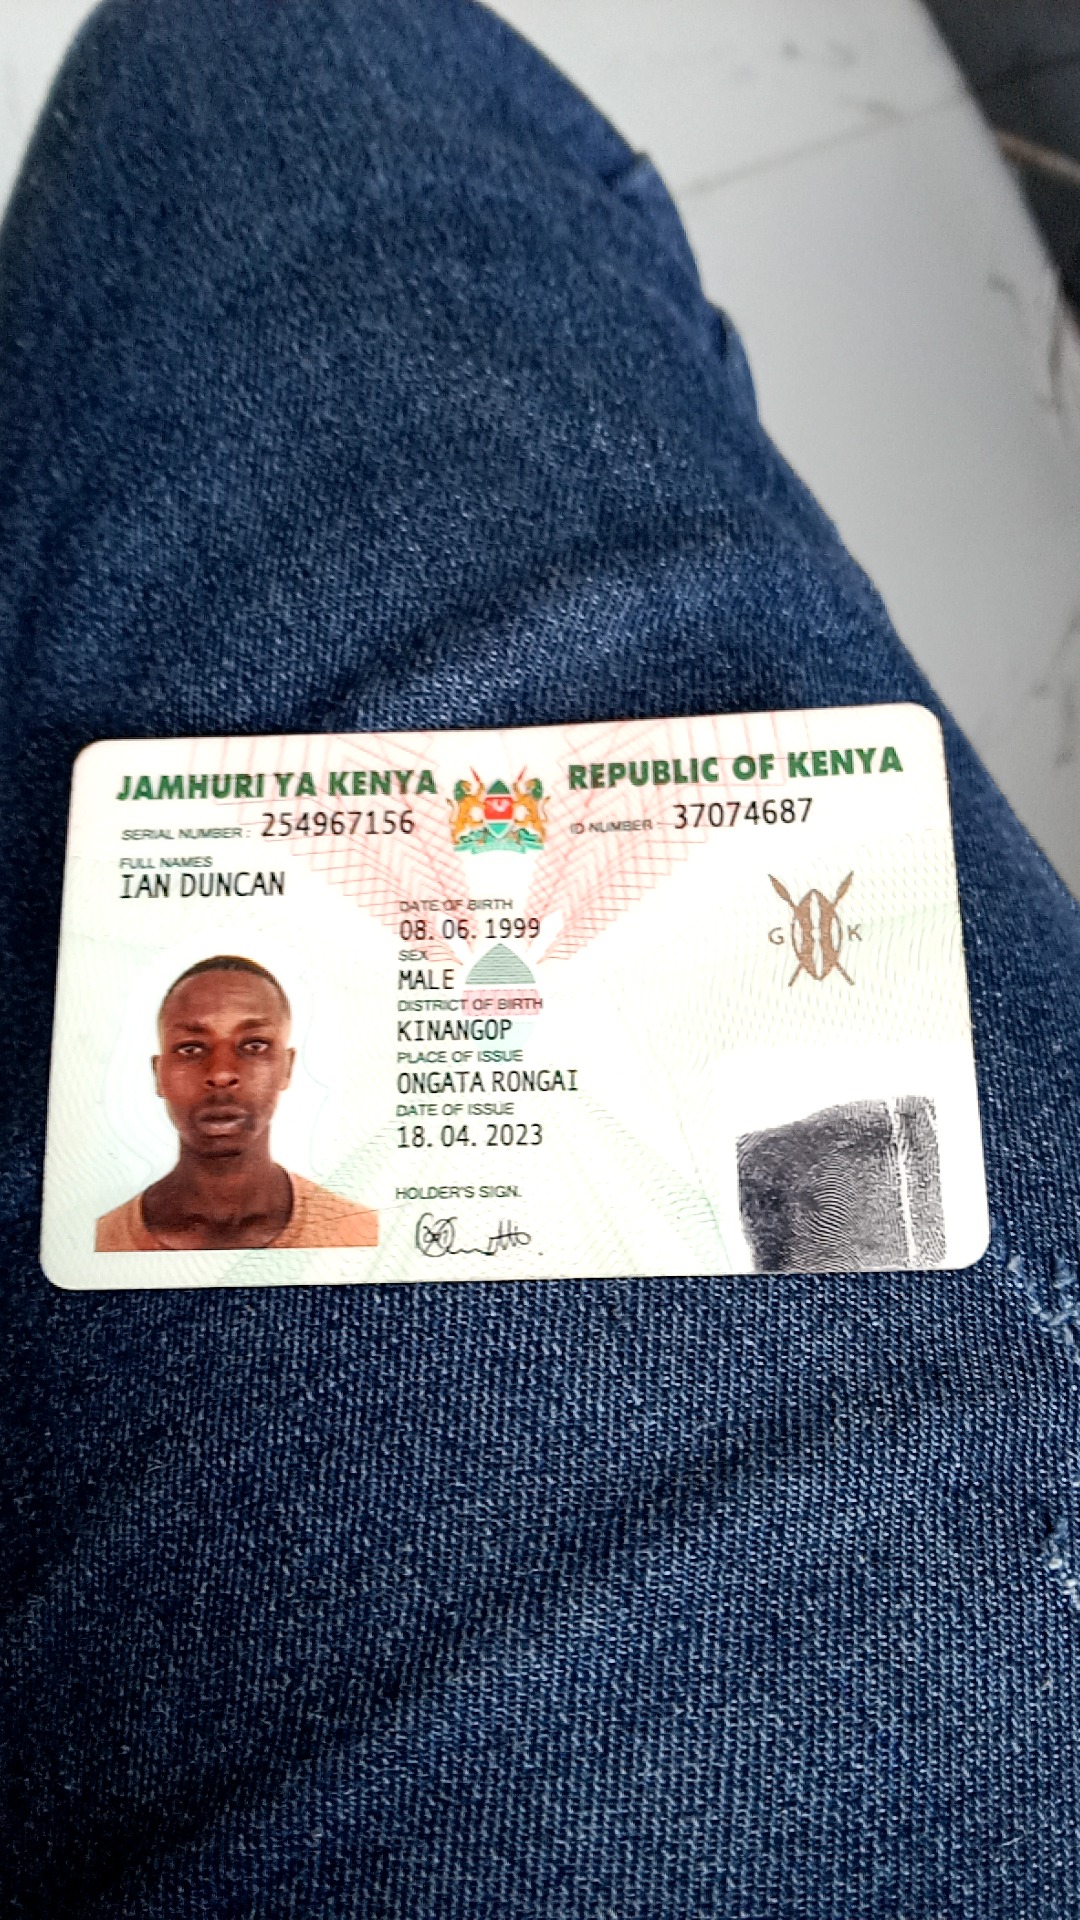 JAMHURI YA KENYA REPUBLIC OF KENYA
SERIAL NUMBER: 254967156 ID NUMBER: 37074687
FULL NAMES
IAN DUNCAN
DATE OF BIRTH
08. 06. 1999
SEX
MALE
DISTRICT OF BIRTH
KINANGOP
PLACE OF ISSUE
ONGATA RONGAI
DATE OF ISSUE
18. 04. 2023
HOLDER'S SIGN.
G K